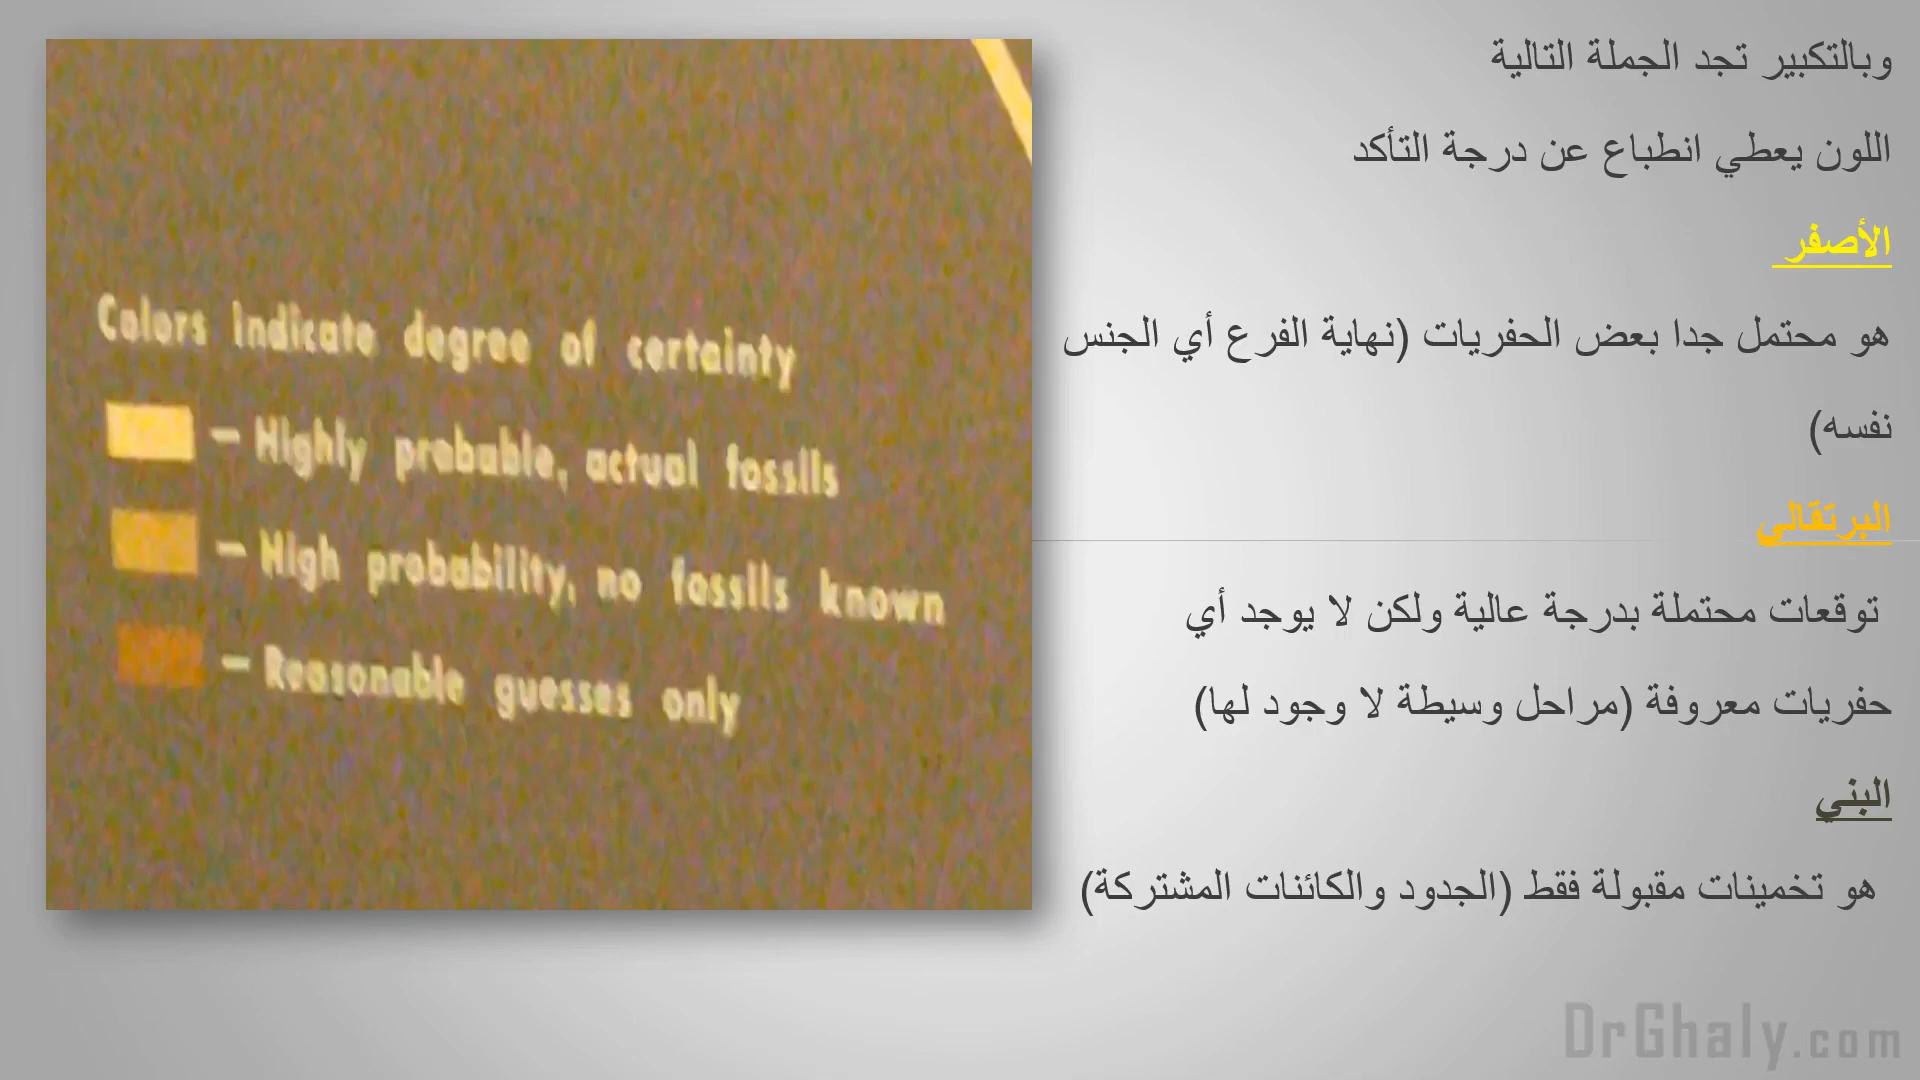 وبالتكبير تجد الجملة التالية
اللون يعطي انطباع عن درجة التأكد
الأصفر
هو محتمل جدا بعض الحفريات (نهاية الفرع أي الجنس
نفسه)
البرتقالي
توقعات محتملة بدرجة عالية ولكن لا يوجد أي
حفريات معروفة (مراحل وسيطة لا وجود لها)
البني
هو تخمينات مقبولة فقط (الجدود والكائنات المشتركة)
Colors indicate degree of certainty
– Highly probable, actual fossils
– High probability, no fossils known
– Reasonable guesses only
DrGhaly.com